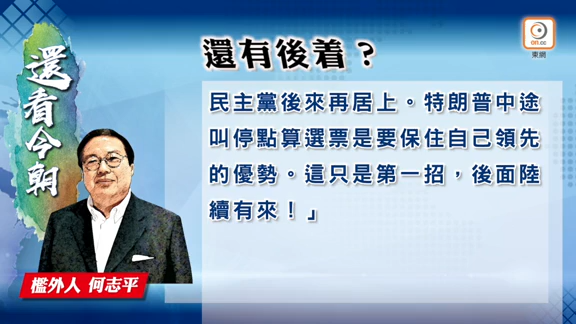 還看今朝
on.cc
東網
還有後着？
民主黨後來再居上。特朗普中途
叫停點算選票是要保住自己領先
的優勢。這只是第一招，後面陸
續有來！」
檻外人 何志平